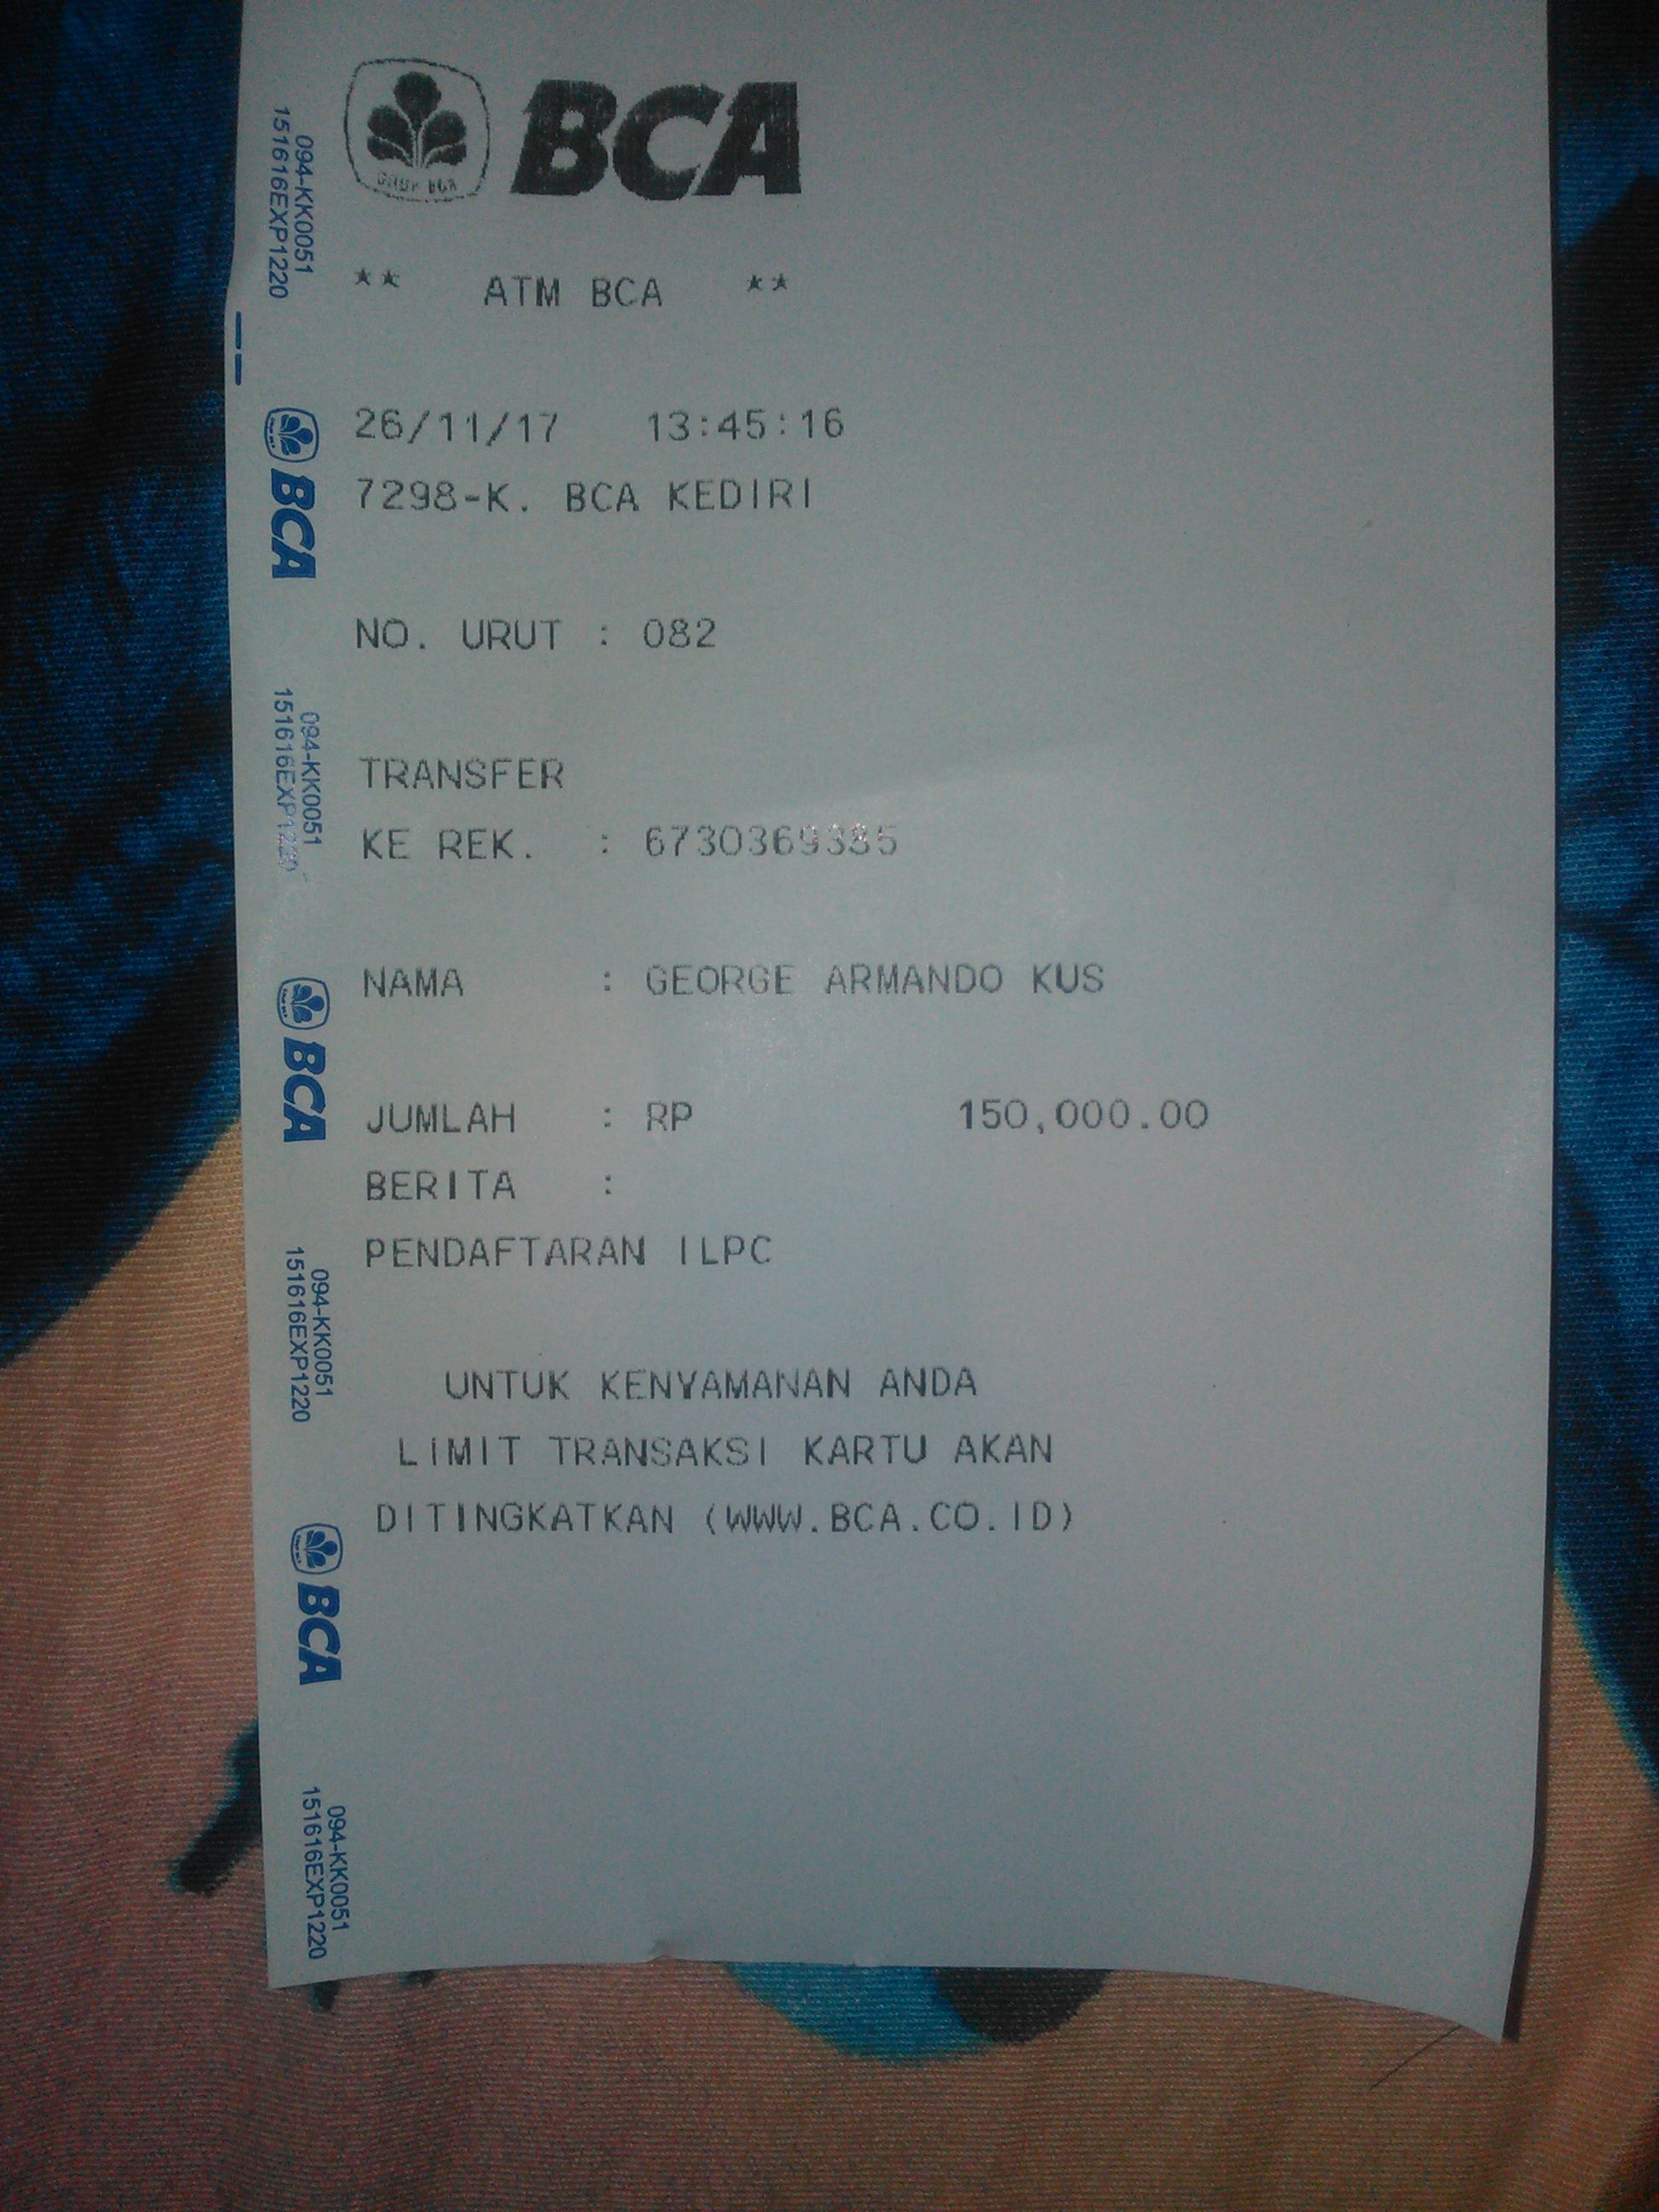 BCA
** ATM BCA **
26/11/17 13:45:16
7298-K. BCA KEDIRI
NO. URUT : 082
TRANSFER
KE REK. : 6730369385
NAMA : GEORGE ARMANDO KUS
JUMLAH : RP 150,000.00
BERITA :
PENDAFTARAN ILPC
UNTUK KENYAMANAN ANDA
LIMIT TRANSAKSI KARTU AKAN
DITINGKATKAN (WWW.BCA.CO.ID)
094-KK0051
151616EXP1220
BCA
094-KK0051
151616EXP1220
BCA
094-KK0051
151616EXP1220
BCA
094-KK0051
151616EXP1220